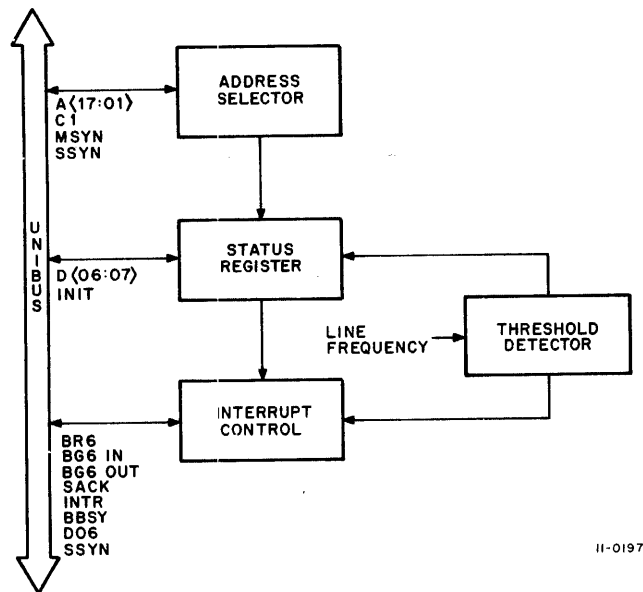 ADDRESS
SELECTOR
A⟨17:01⟩
C1
MSYN
SSYN
UNIBUS
STATUS
REGISTER
D⟨06:07⟩
INIT
LINE
FREQUENCY
THRESHOLD
DETECTOR
INTERRUPT
CONTROL
BR6
BG6 IN
BG6 OUT
SACK
INTR
BBSY
D06
SSYN
11-0197